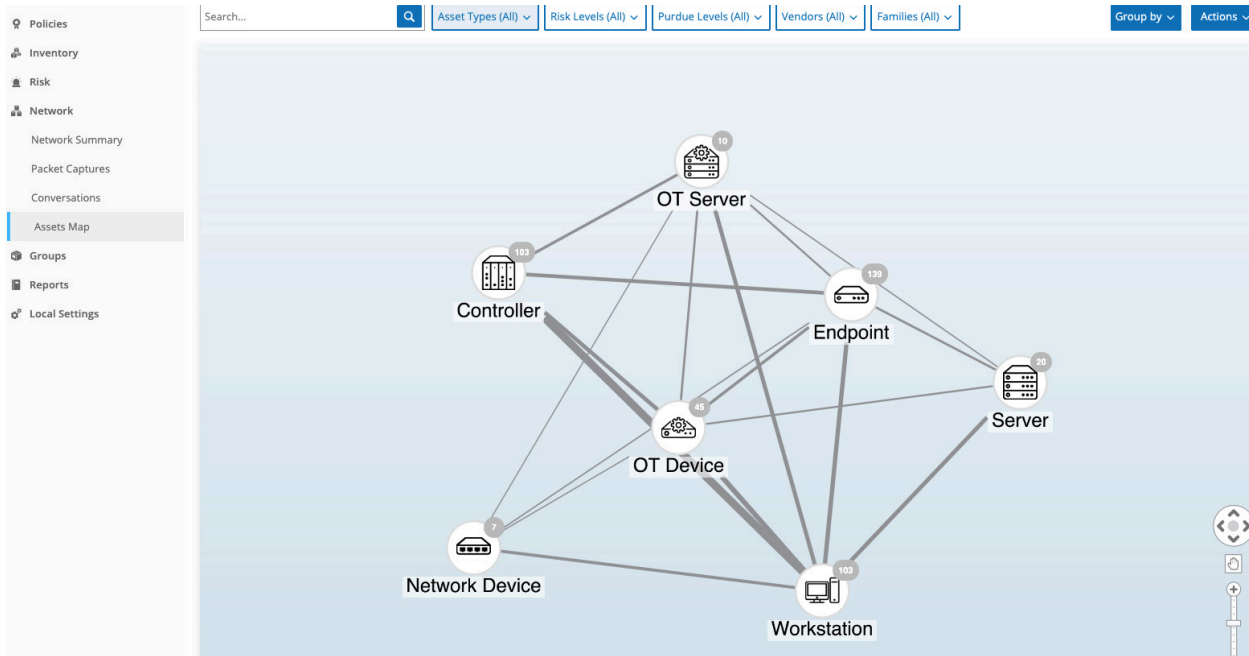 Policies
Inventory
Risk
Network
Network Summary
Packet Captures
Conversations
Assets Map
Groups
Reports
Local Settings
Search... Asset Types (All) Risk Levels (All) Purdue Levels (All) Vendors (All) Families (All) Group by Actions
10
OT Server
103
Controller
139
Endpoint
20
Server
45
OT Device
7
Network Device
103
Workstation